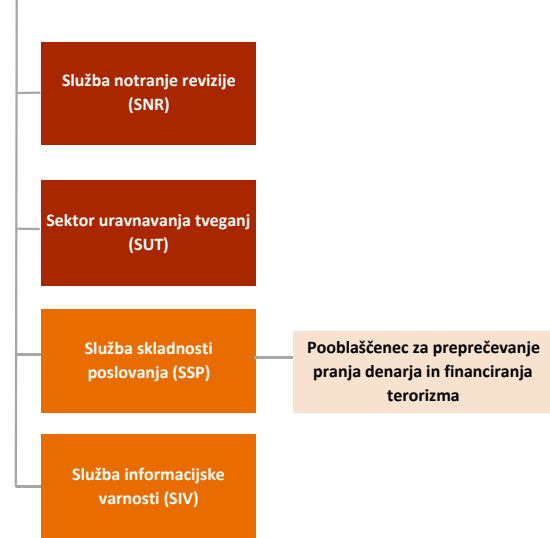 Služba notranje revizije
(SNR)
Sektor uravnavanja tveganj
(SUT)
Služba skladnosti
poslovanja (SSP)
Pooblaščenec za preprečevanje
pranja denarja in financiranja
terorizma
Služba informacijske
varnosti (SIV)